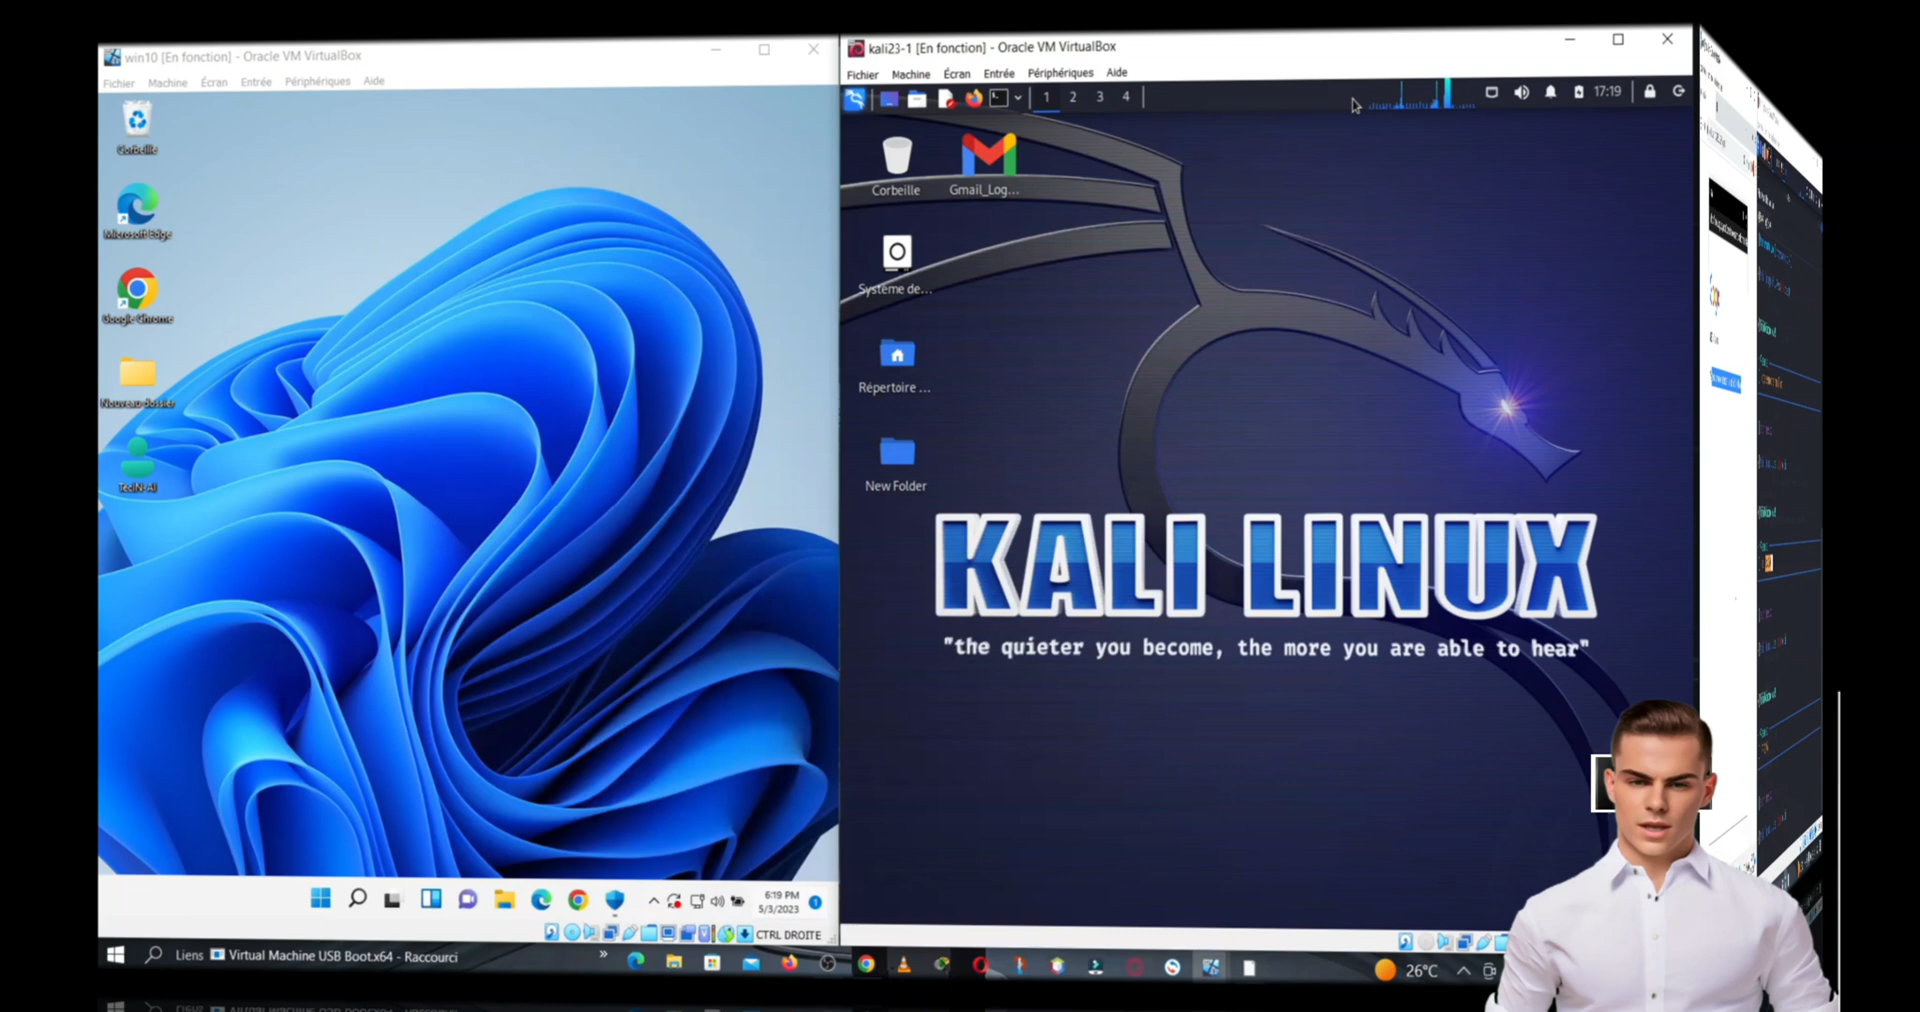 win10 [En fonction] - Oracle VM VirtualBox
Fichier Machine Écran Entrée Périphériques Aide
Corbeille
Microsoft Edge
Google Chrome
Nouveau dossier
TeciN-AI
6:19 PM
5/3/2023
1
CTRL DROITE
kali23-1 [En fonction] - Oracle VM VirtualBox
Fichier Machine Écran Entrée Périphériques Aide
1 2 3 4
17:19
Corbeille
Gmail_Log...
Système de...
Répertoire ...
New Folder
KALI LINUX
"the quieter you become, the more you are able to hear"
Liens Virtual Machine USB Boot.x64 - Raccourci
26°C